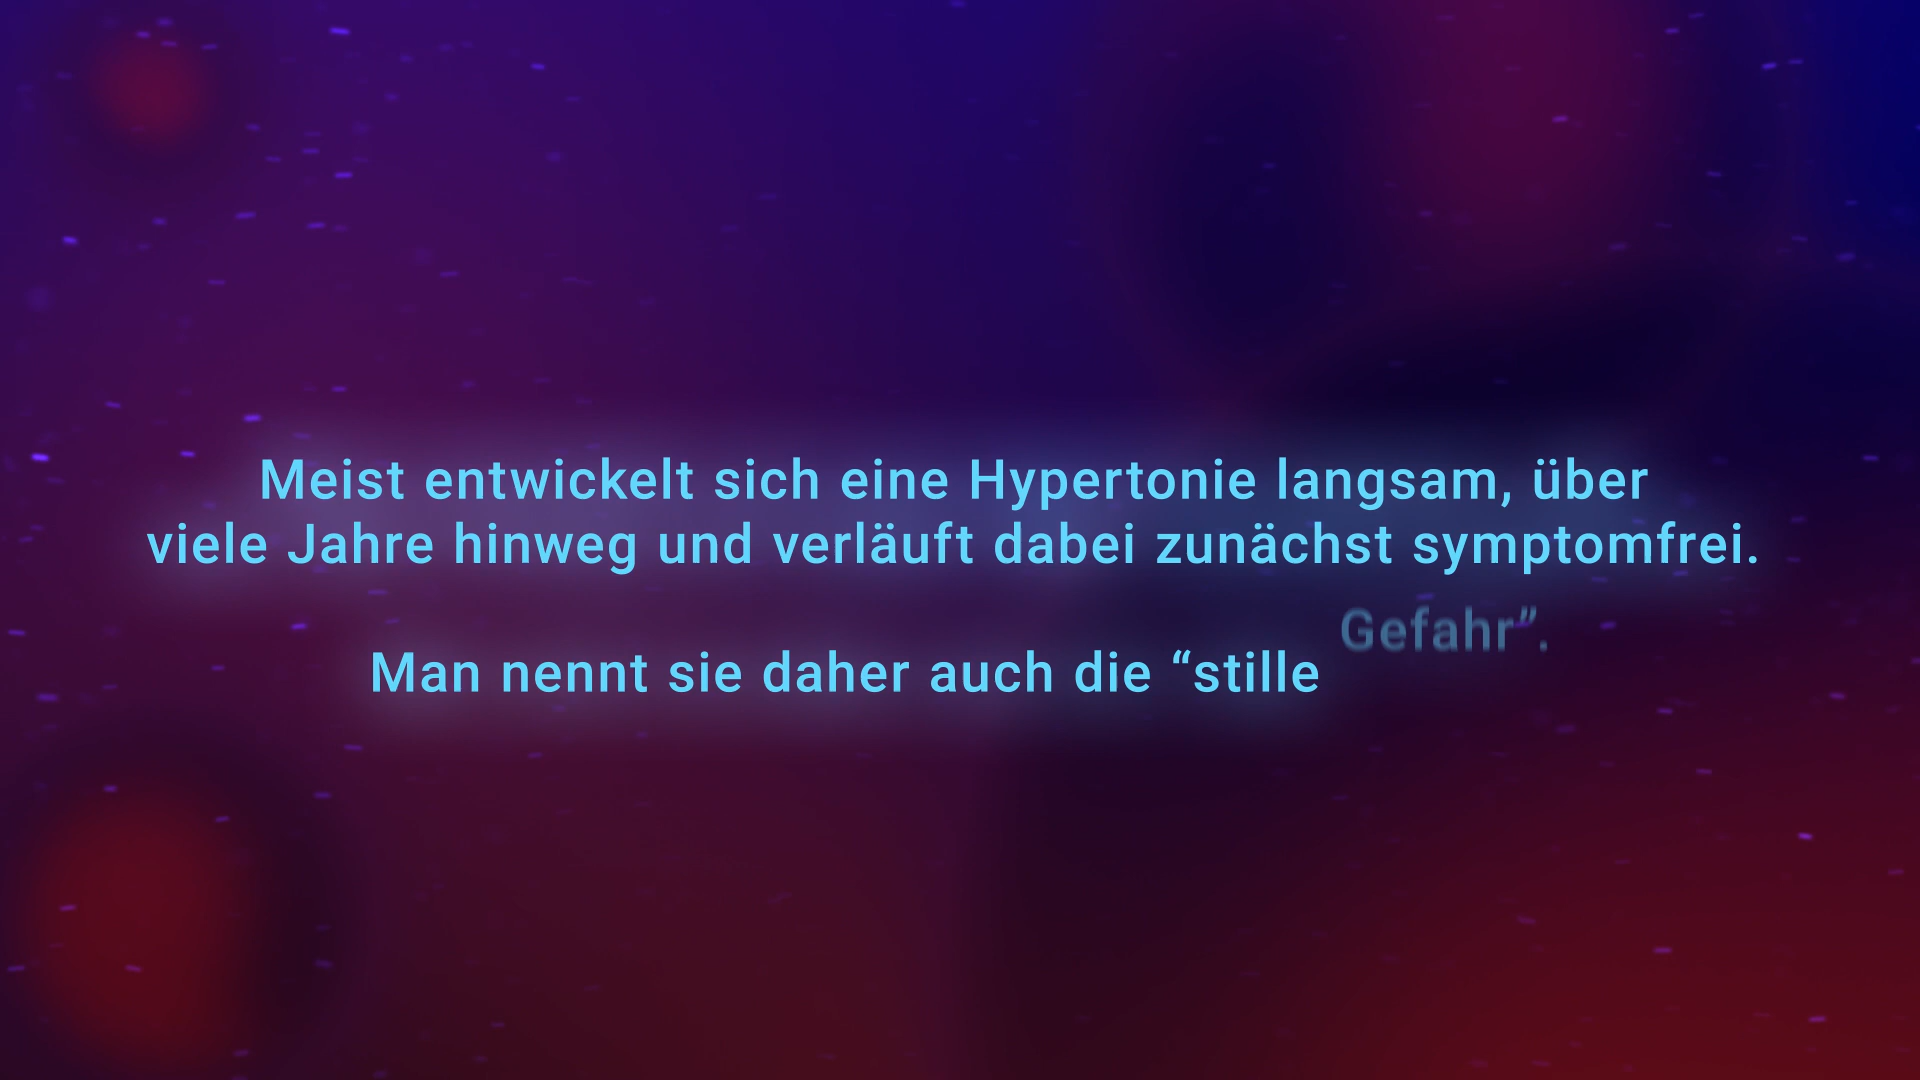 Meist entwickelt sich eine Hypertonie langsam, über
viele Jahre hinweg und verläuft dabei zunächst symptomfrei.
Man nennt sie daher auch die “stille Gefahr”.